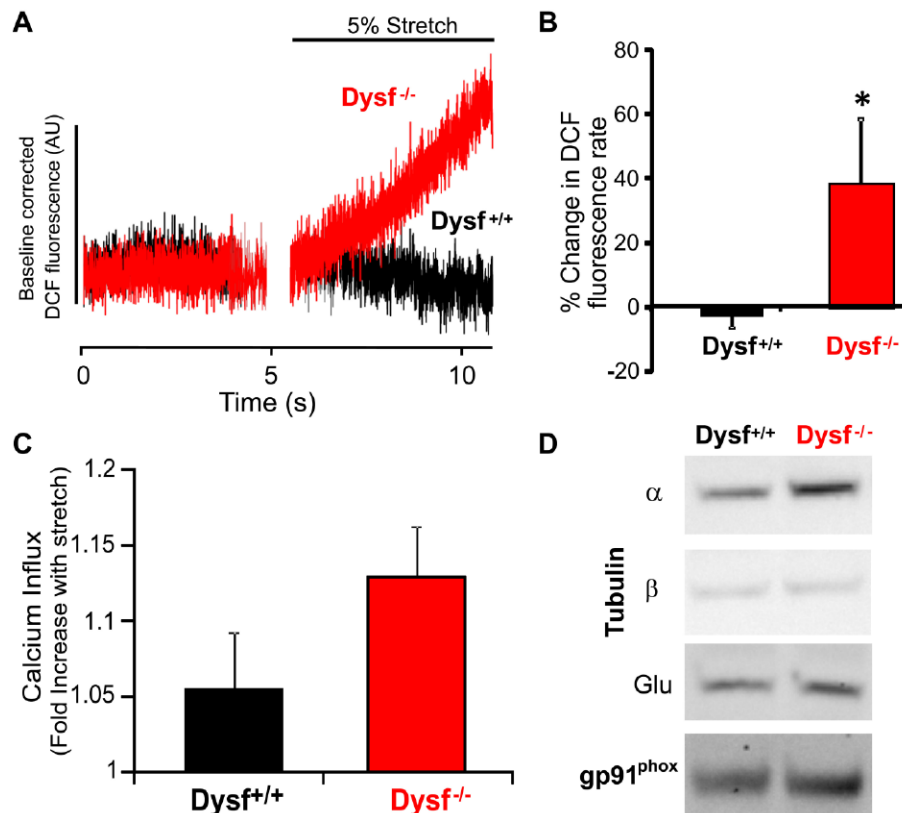 A
5% Stretch
Dysf-/-
Dysf+/+
Baseline corrected
DCF fluorescence (AU)
0
5
10
Time (s)
B
% Change in DCF
fluorescence rate
80
60
40
20
0
-20
*
Dysf+/+
Dysf-/-
C
Calcium Influx
(Fold Increase with stretch)
1.2
1.15
1.1
1.05
1
Dysf+/+
Dysf-/-
D
Dysf+/+ Dysf-/-
Tubulin
α
β
Glu
gp91phox